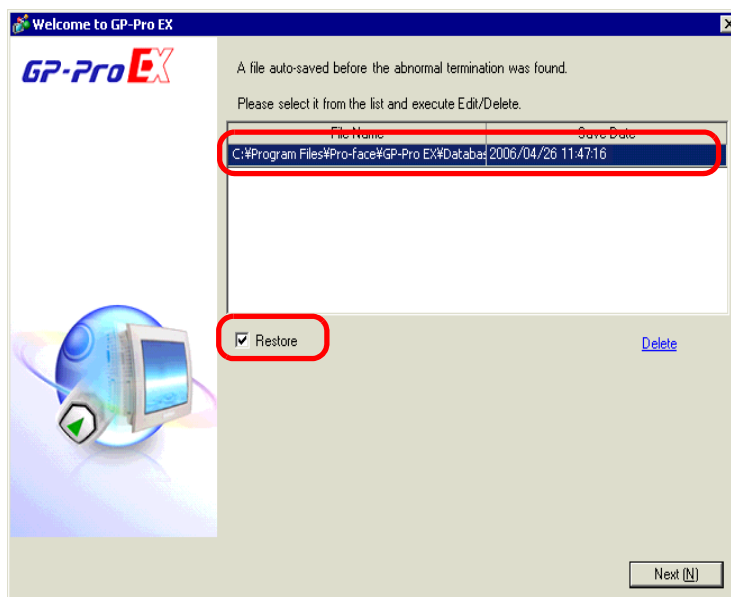 Welcome to GP-Pro EX
GP-Pro EX
A file auto-saved before the abnormal termination was found.
Please select it from the list and execute Edit/Delete.
File Name Save Date
C:¥Program Files¥Pro-face¥GP-Pro EX¥Databas 2006/04/26 11:47:16
Restore
Delete
Next (N)